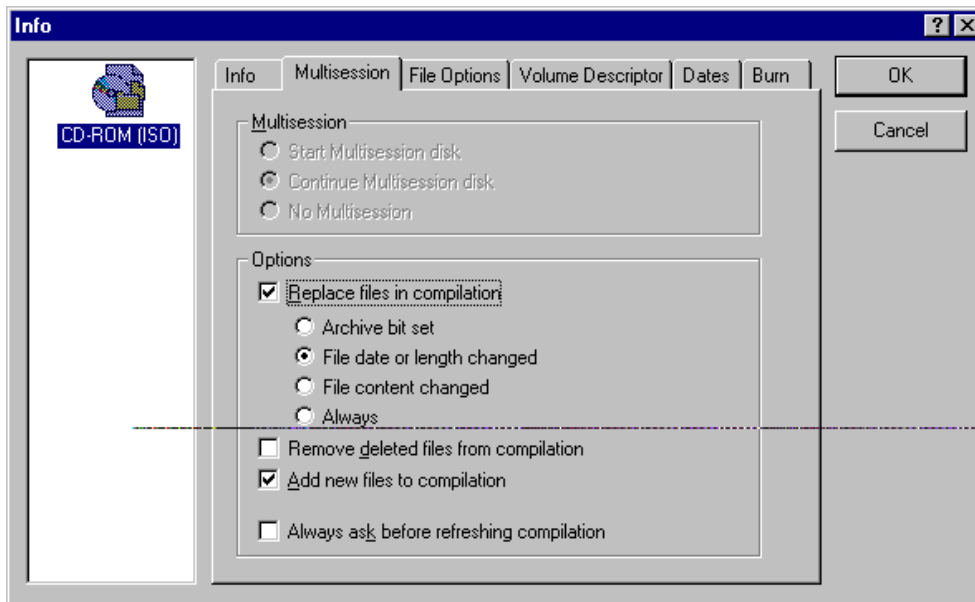 Info
CD-ROM (ISO)
Info Multisession File Options Volume Descriptor Dates Burn
OK
Cancel
Multisession
Start Multisession disk
Continue Multisession disk
No Multisession
Options
Replace files in compilation
Archive bit set
File date or length changed
File content changed
Always
Remove deleted files from compilation
Add new files to compilation
Always ask before refreshing compilation